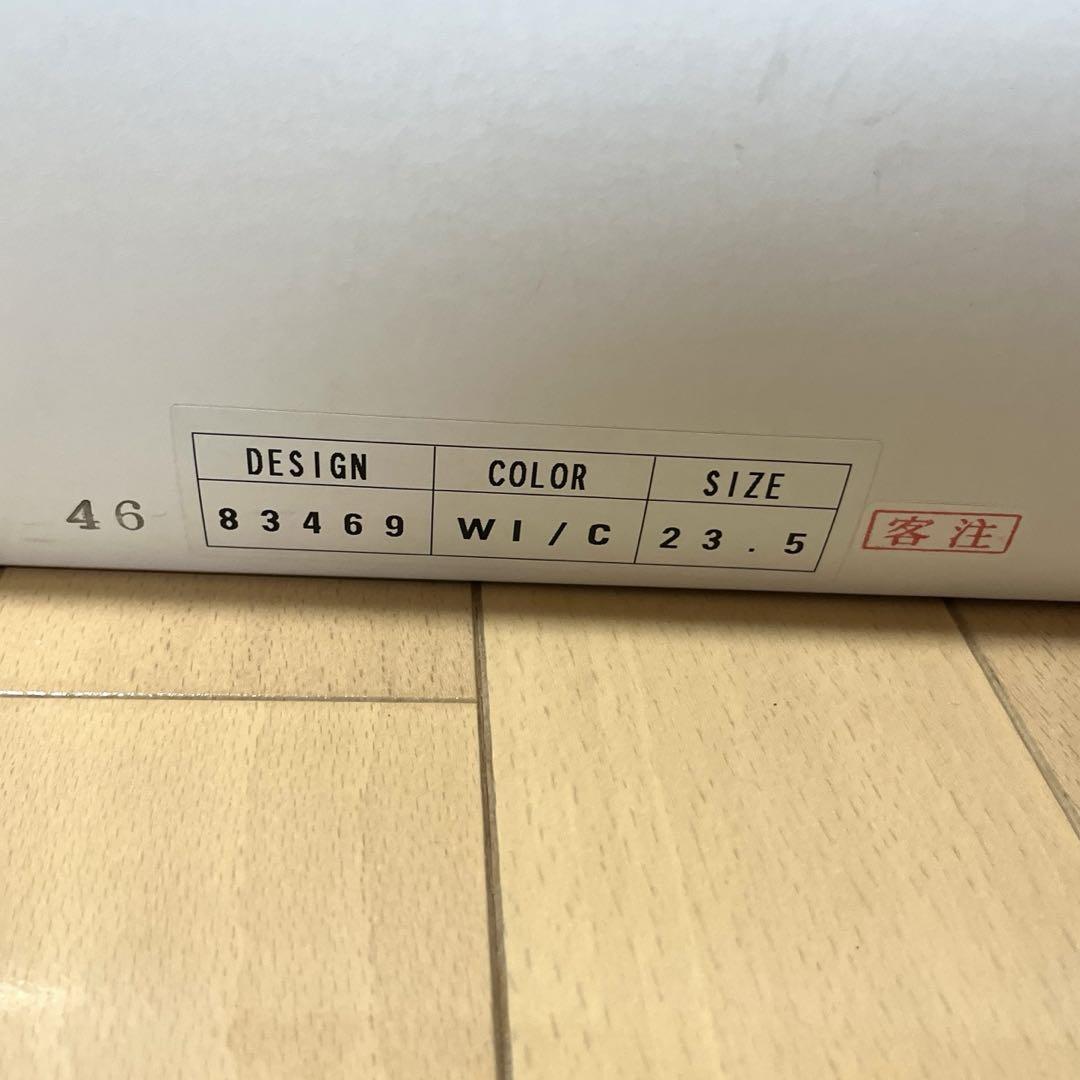 DESIGN COLOR SIZE
46 83469 WI/C 23.5 客注